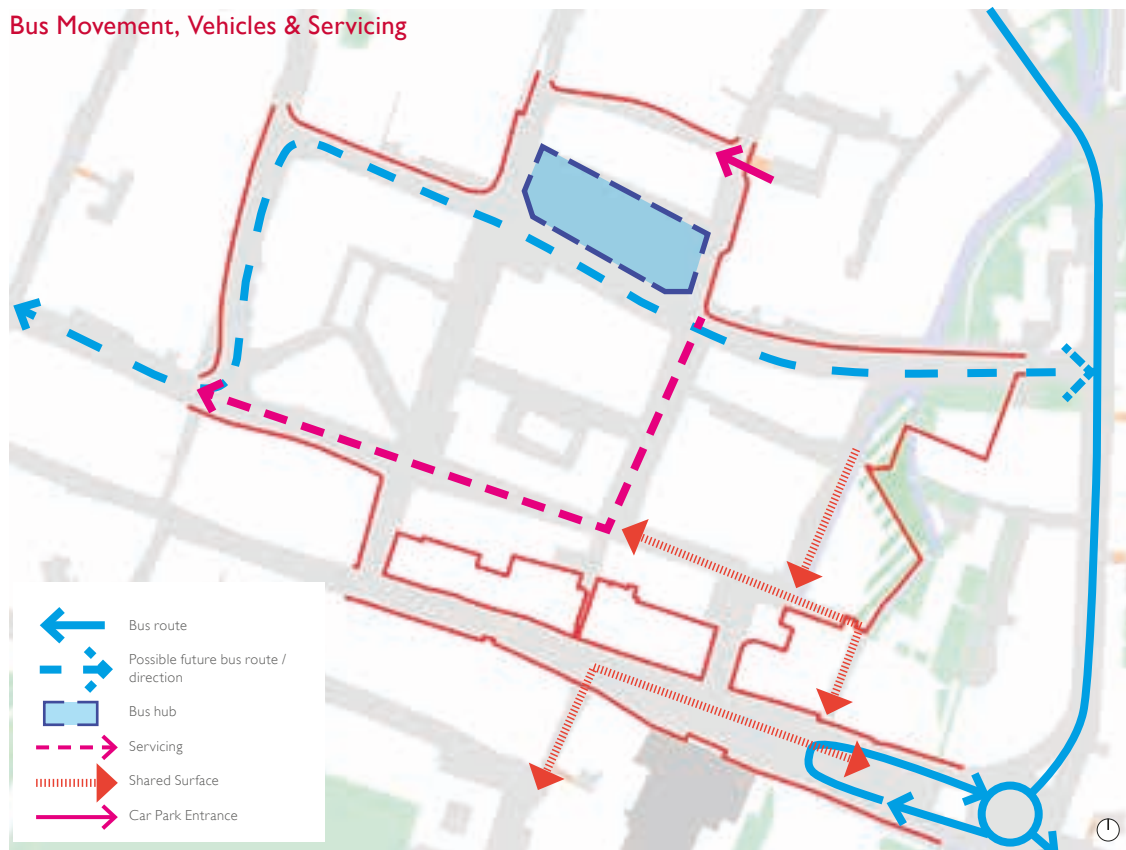 Bus Movement, Vehicles & Servicing
Bus route
Possible future bus route /
direction
Bus hub
Servicing
Shared Surface
Car Park Entrance